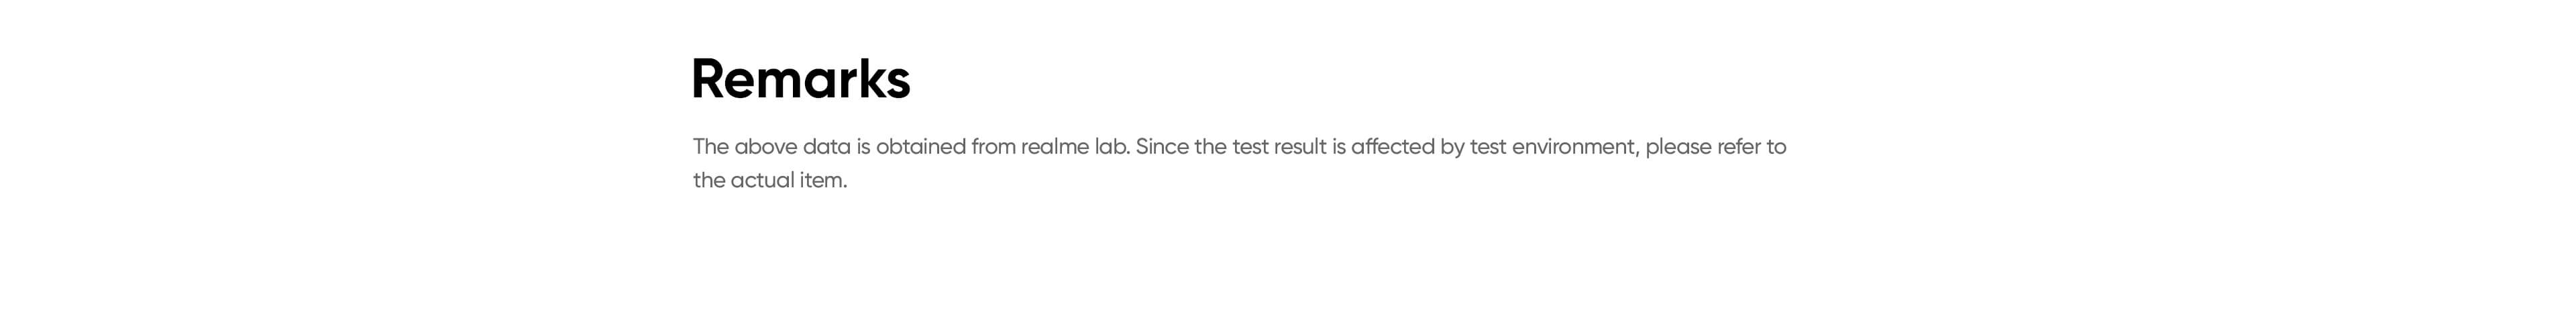 Remarks
The above data is obtained from realme lab. Since the test result is affected by test environment, please refer to
the actual item.